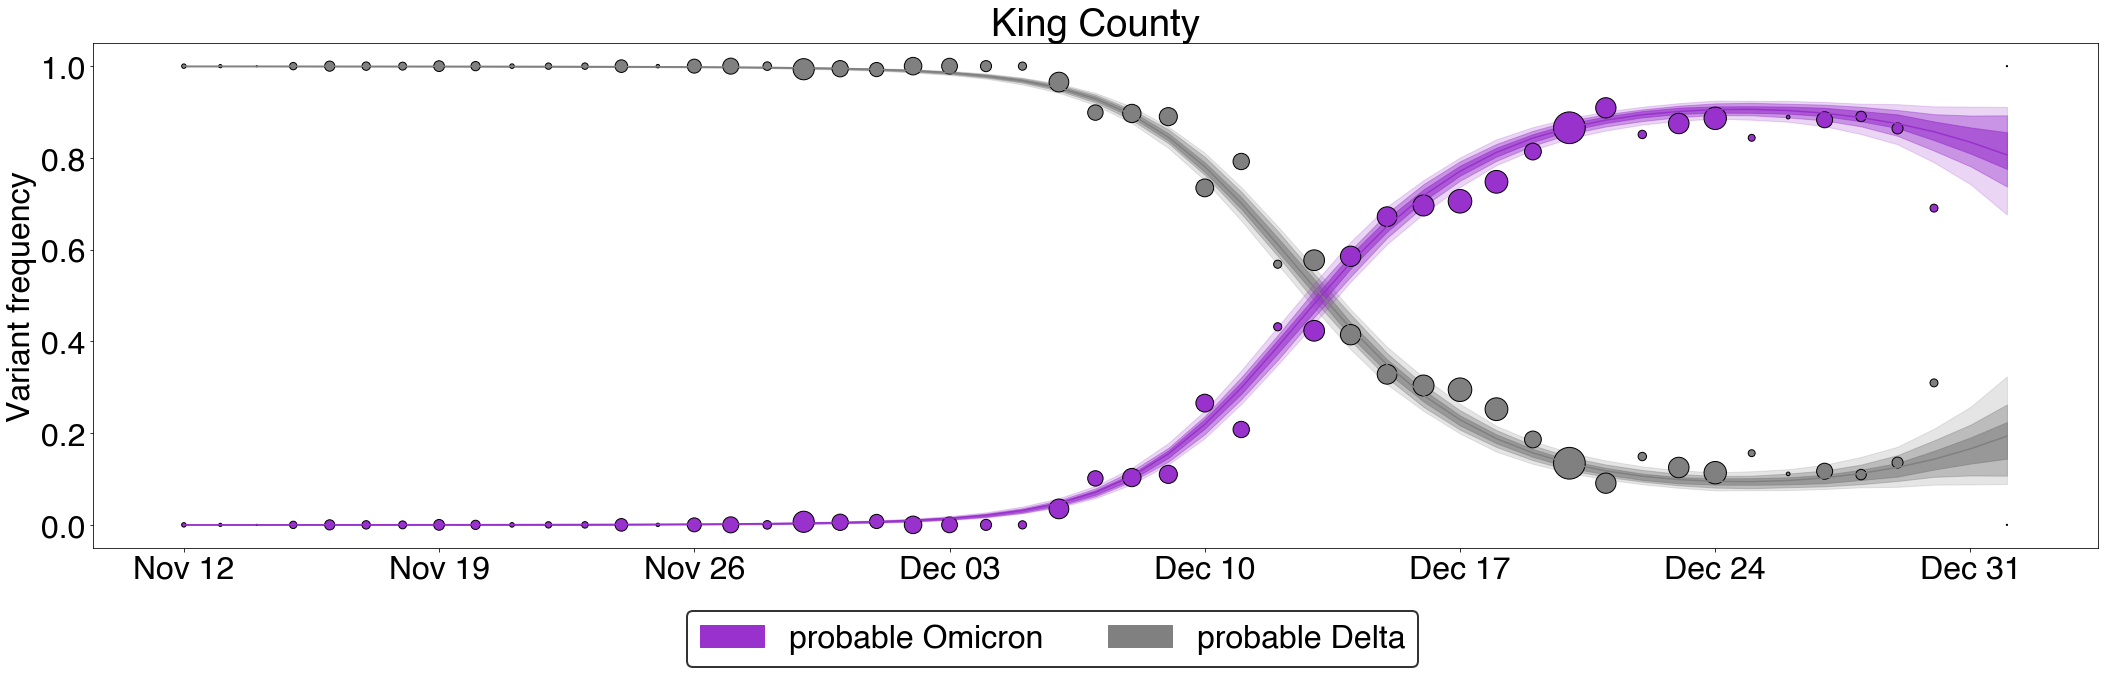 King County
Variant frequency
1.0
0.8
0.6
0.4
0.2
0.0
Nov 12 Nov 19 Nov 26 Dec 03 Dec 10 Dec 17 Dec 24 Dec 31
probable Omicron probable Delta